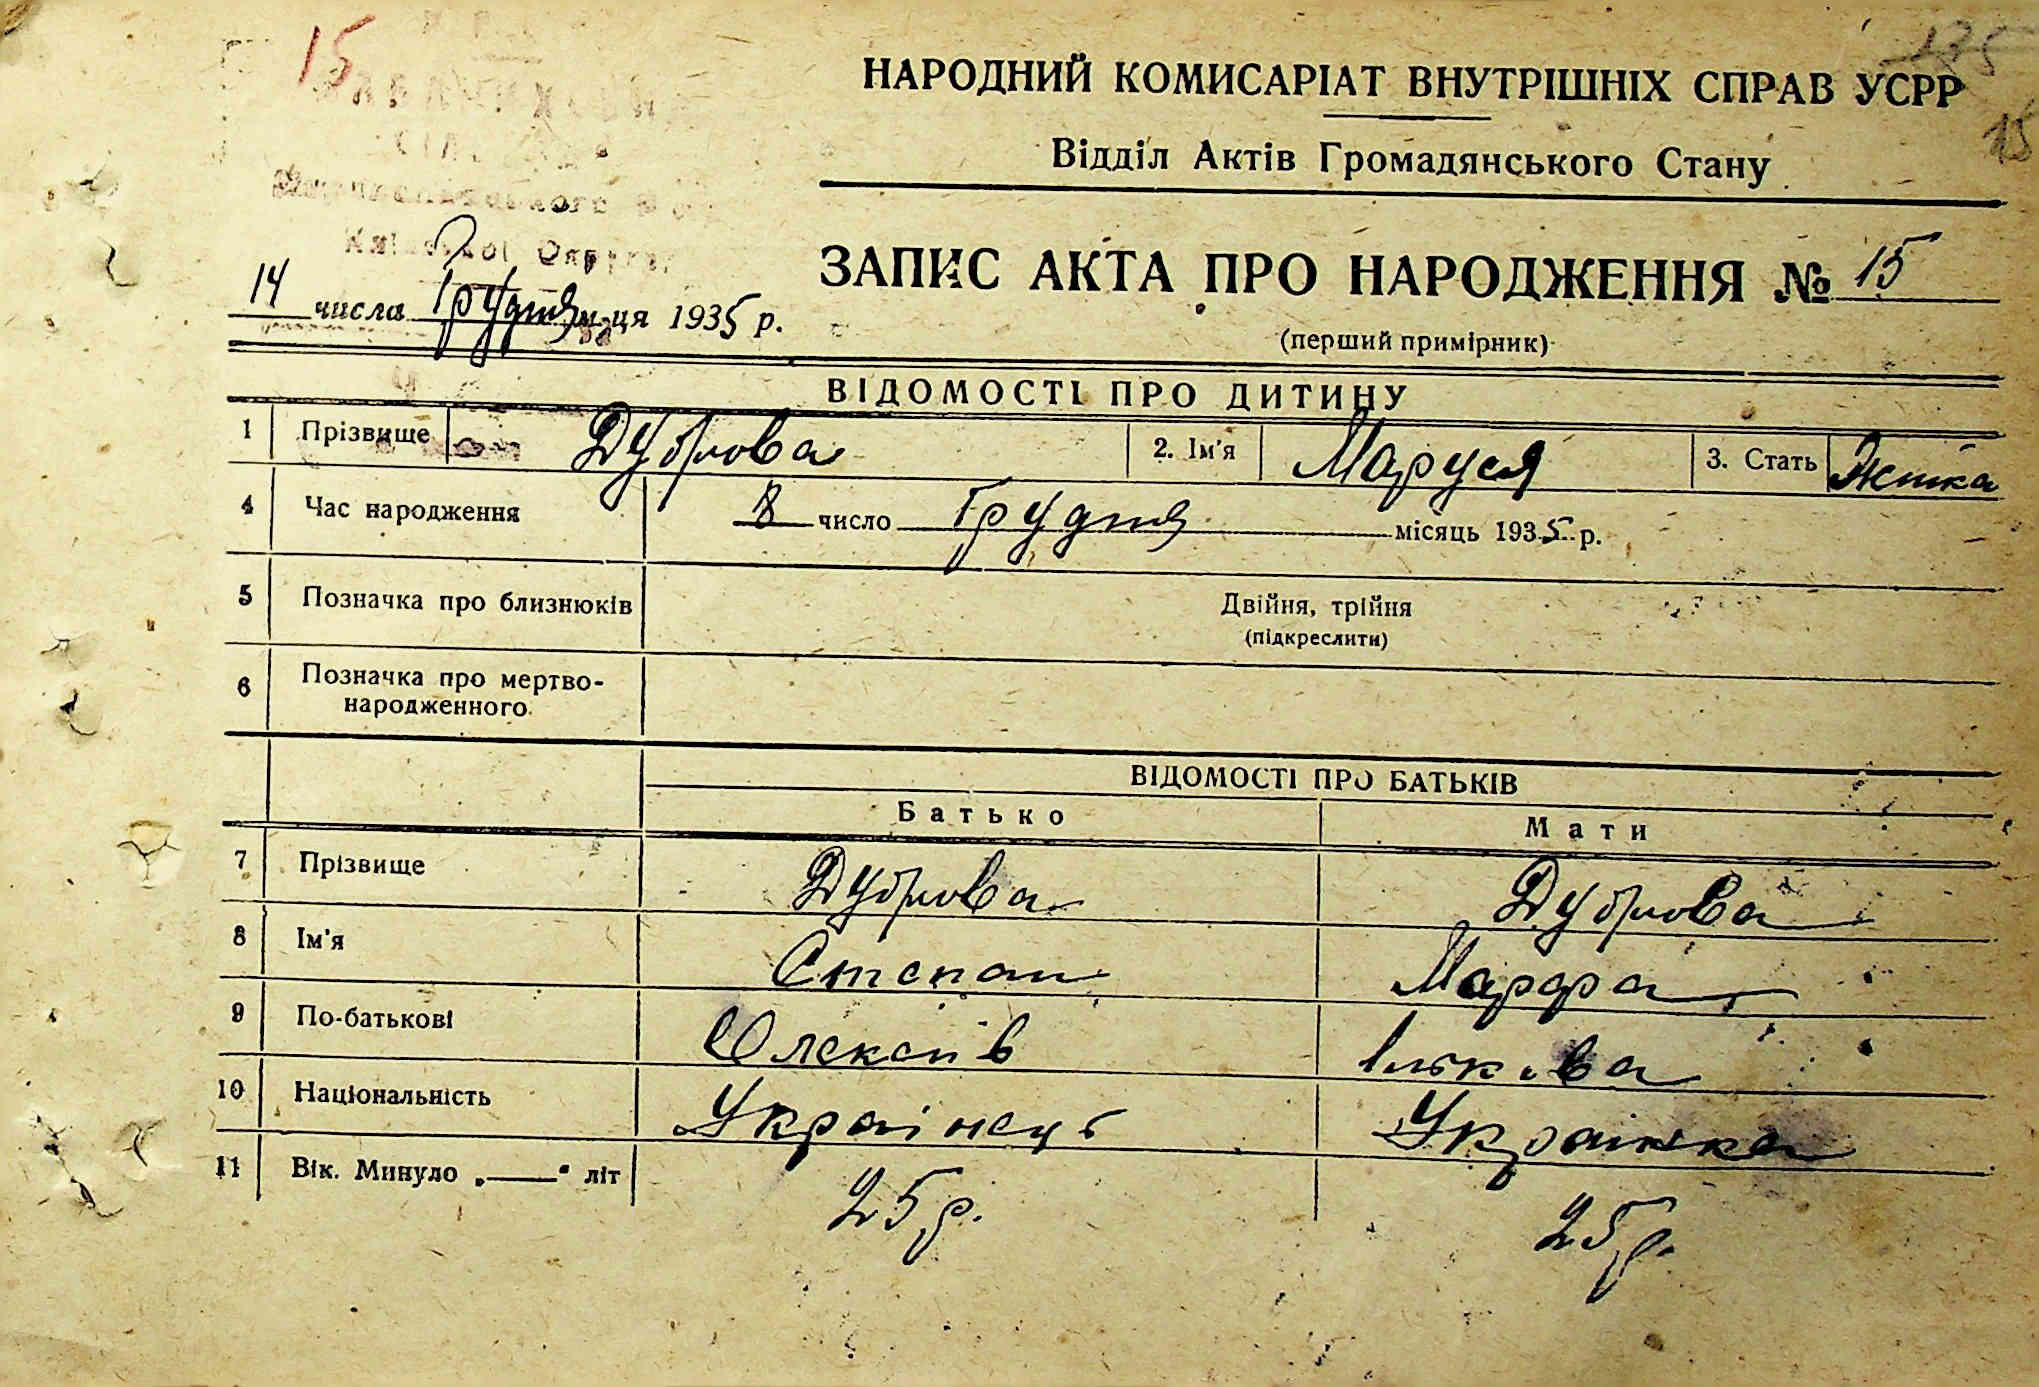 15
175
НАРОДНИЙ КОМИСАРІАТ ВНУТРІШНІХ СПРАВ УСРР
15
Відділ Актів Громадянського Стану
14 числа Грудня м-ця 1935 р.
ЗАПИС АКТА ПРО НАРОДЖЕННЯ № 15
(перший примірник)
ВІДОМОСТІ ПРО ДИТИНУ
1 Прізвище Дуброва 2. Ім'я Маруся 3. Стать Жінка
4 Час народження 8 число Грудня місяць 1935 р.
5 Позначка про близнюків Двійня, трійня
(підкреслити)
6 Позначка про мертво-
народженного
ВІДОМОСТІ ПРО БАТЬКІВ
Батько Мати
7 Прізвище Дуброва Дуброва
8 Ім'я Степан Марфа
9 По-батькові Олексіїв Ількова
10 Національність Українець Українка
11 Вік. Минуло „——" літ 25 р. 25 р.